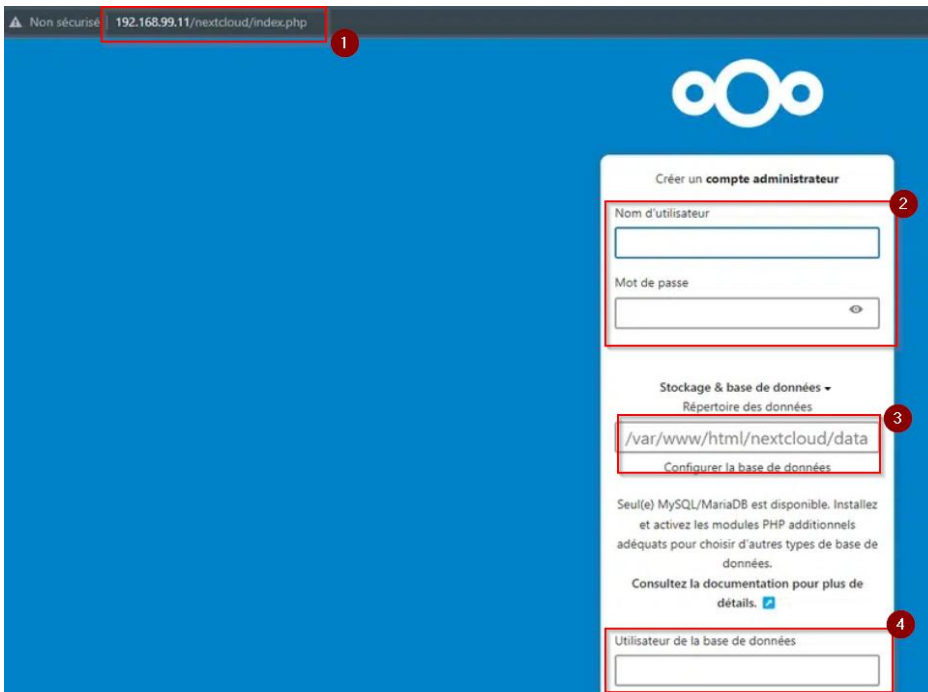 Non sécurisé | 192.168.99.11/nextcloud/index.php
1
Créer un compte administrateur
2
Nom d'utilisateur
Mot de passe
Stockage & base de données
Répertoire des données
3
/var/www/html/nextcloud/data
Configurer la base de données
Seul(e) MySQL/MariaDB est disponible. Installez
et activez les modules PHP additionnels
adéquats pour choisir d'autres types de base de
données.
Consultez la documentation pour plus de
détails.
4
Utilisateur de la base de données